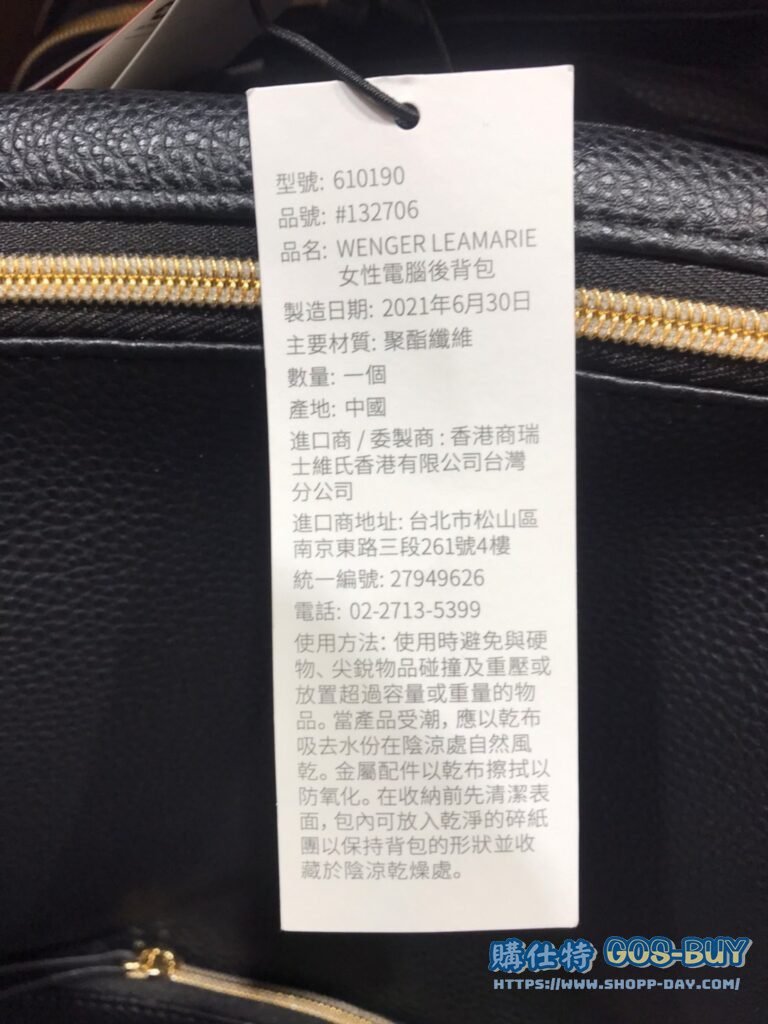 型號: 610190
品號: #132706
品名: WENGER LEAMARIE
女性電腦後背包
製造日期: 2021年6月30日
主要材質: 聚酯纖維
數量: 一個
產地: 中國
進口商 / 委製商 : 香港商瑞
士維氏香港有限公司台灣
分公司
進口商地址: 台北市松山區
南京東路三段261號4樓
統一編號: 27949626
電話: 02-2713-5399
使用方法: 使用時避免與硬
物、尖銳物品碰撞及重壓或
放置超過容量或重量的物
品。當產品受潮, 應以乾布
吸去水份在陰涼處自然風
乾。金屬配件以乾布擦拭以
防氧化。在收納前先清潔表
面, 包內可放入乾淨的碎紙
團以保持背包的形狀並收
藏於陰涼乾燥處。
購仕特 GOS-BUY
HTTPS://WWW.SHOPP-DAY.COM/